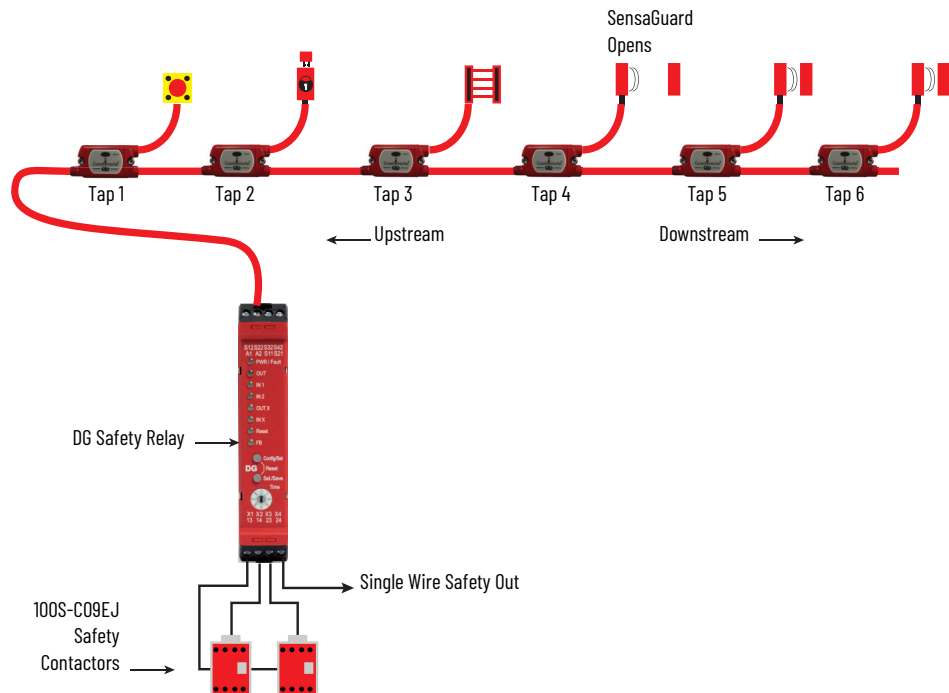 SensaGuard
Opens
Tap 1
Tap 2
Tap 3
Tap 4
Tap 5
Tap 6
Upstream
Downstream
S12 S22 S32 S42
A1 A2 S11 S21
PWR / Fault
OUT
IN 1
IN 2
OUT X
IN X
Reset
FB
DG Safety Relay
Config/Set
DG
Reset
Sel./Save
Time
X1 X2 X3 X4
13 14 23 24
Single Wire Safety Out
100S-C09EJ
Safety
Contactors